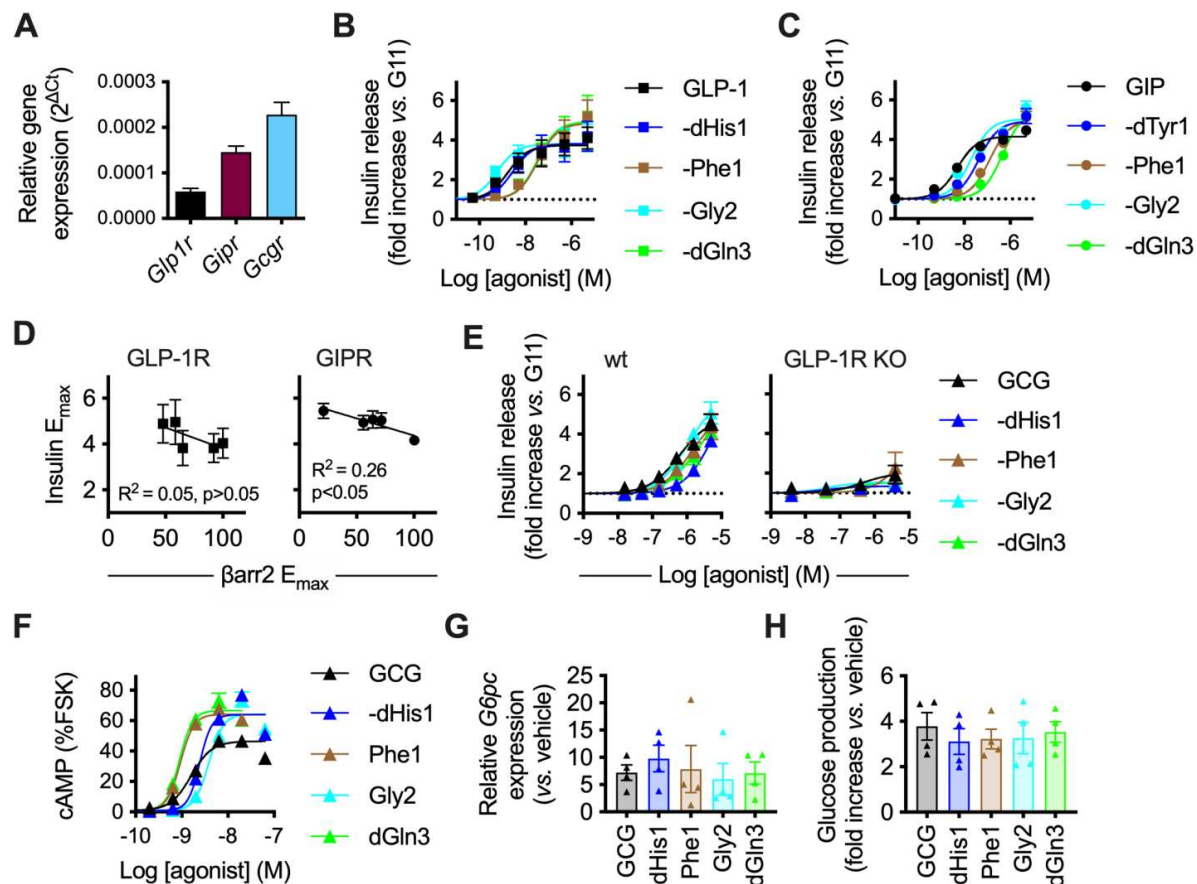 A
Relative gene
expression (2^ΔCt)
0.0003
0.0002
0.0001
0.0000
Glp1r
Gipr
Gcgr
B
Insulin release
(fold increase vs. G11)
6
4
2
0
-10
-8
-6
Log [agonist] (M)
GLP-1
-dHis1
-Phe1
-Gly2
-dGln3
C
Insulin release
(fold increase vs. G11)
6
4
2
0
-10
-8
-6
Log [agonist] (M)
GIP
-dTyr1
-Phe1
-Gly2
-dGln3
D
Insulin Emax
GLP-1R
6
4
2
R² = 0.05, p>0.05
0
50
100
GIPR
R² = 0.26
p<0.05
0
50
100
βarr2 Emax
E
Insulin release
(fold increase vs. G11)
wt
6
4
2
0
-9
-8
-7
-6
-5
GLP-1R KO
-9
-8
-7
-6
-5
Log [agonist] (M)
GCG
-dHis1
-Phe1
-Gly2
-dGln3
F
cAMP (%FSK)
80
60
40
20
0
-10
-9
-8
-7
Log [agonist] (M)
GCG
-dHis1
Phe1
Gly2
dGln3
G
Relative G6pc
expression
(vs. vehicle)
25
20
15
10
5
0
GCG
dHis1
Phe1
Gly2
dGln3
H
Glucose production
(fold increase vs. vehicle)
6
4
2
0
GCG
dHis1
Phe1
Gly2
dGln3